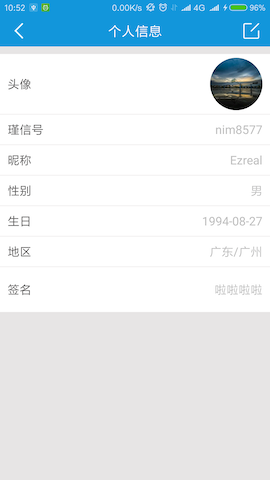 10:52 0.00K/s 4G 96%
个人信息
头像
瑾信号 nim8577
昵称 Ezreal
性别 男
生日 1994-08-27
地区 广东/广州
签名 啦啦啦啦